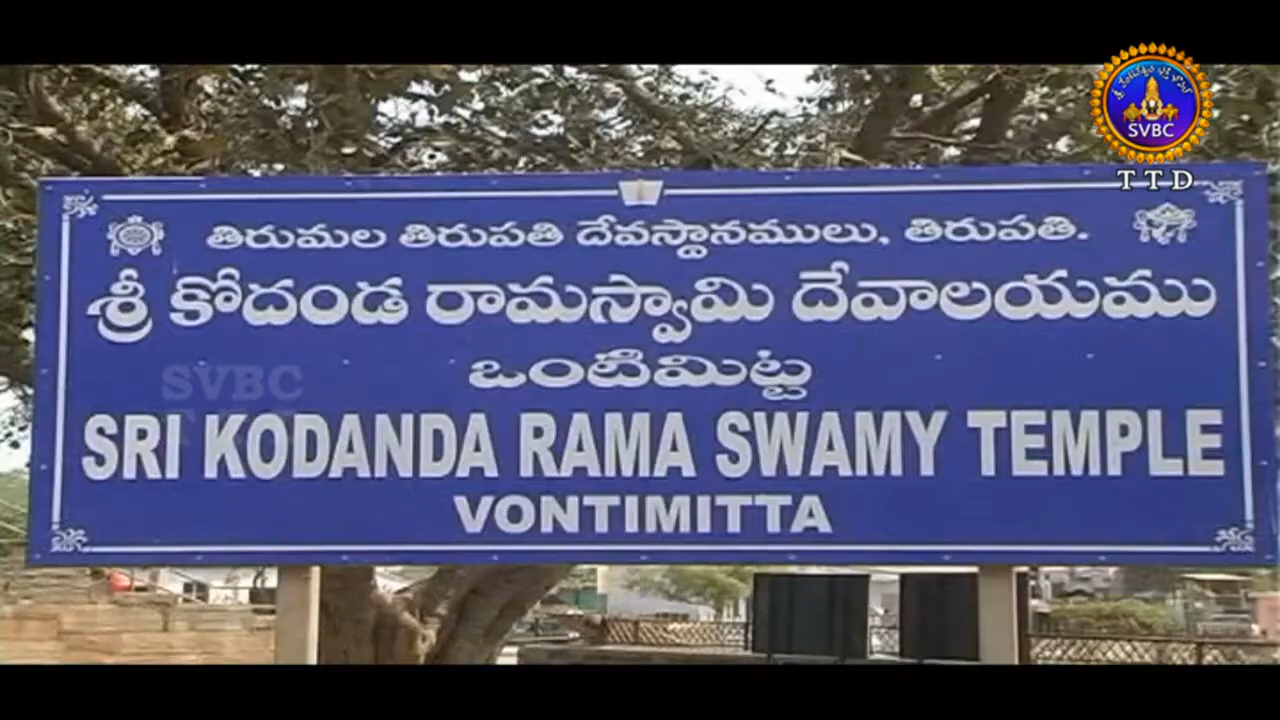 SVBC
TTD
తిరుమల తిరుపతి దేవస్థానములు, తిరుపతి.
శ్రీ కోదండ రామస్వామి దేవాలయము
ఒంటిమిట్ట
SVBC
SRI KODANDA RAMA SWAMY TEMPLE
VONTIMITTA